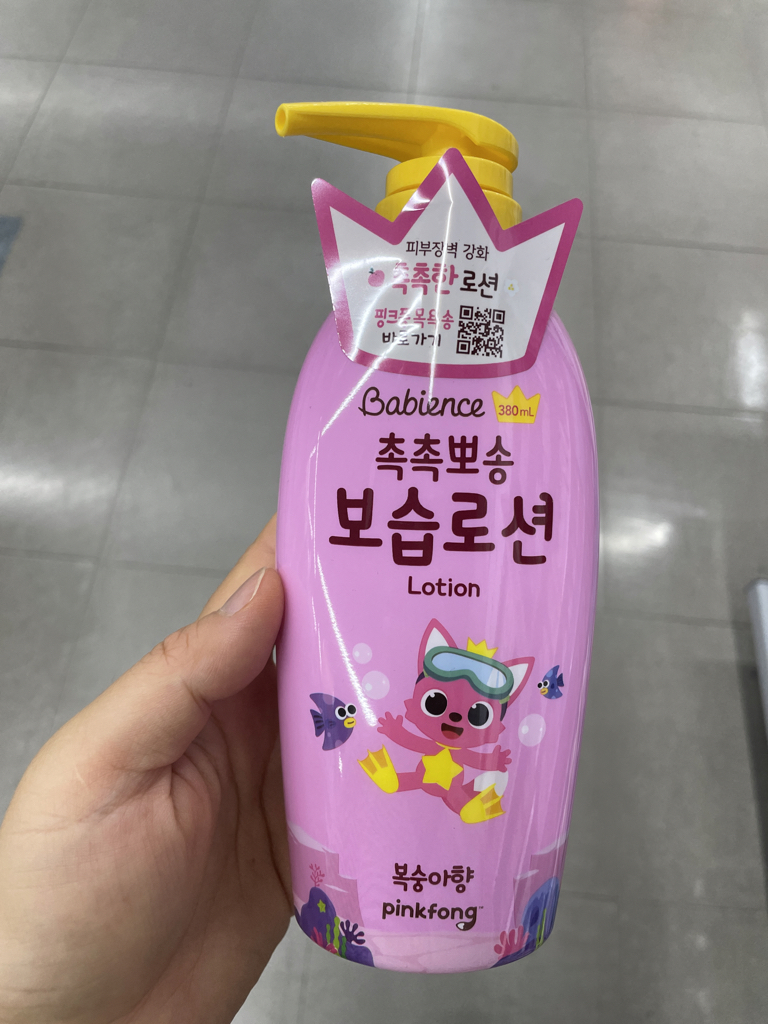 피부장벽 강화
촉촉한 로션
핑크퐁 목욕송
바로가기
Babience 380mL
촉촉뽀송
보습로션
Lotion
복숭아향
pinkfong™